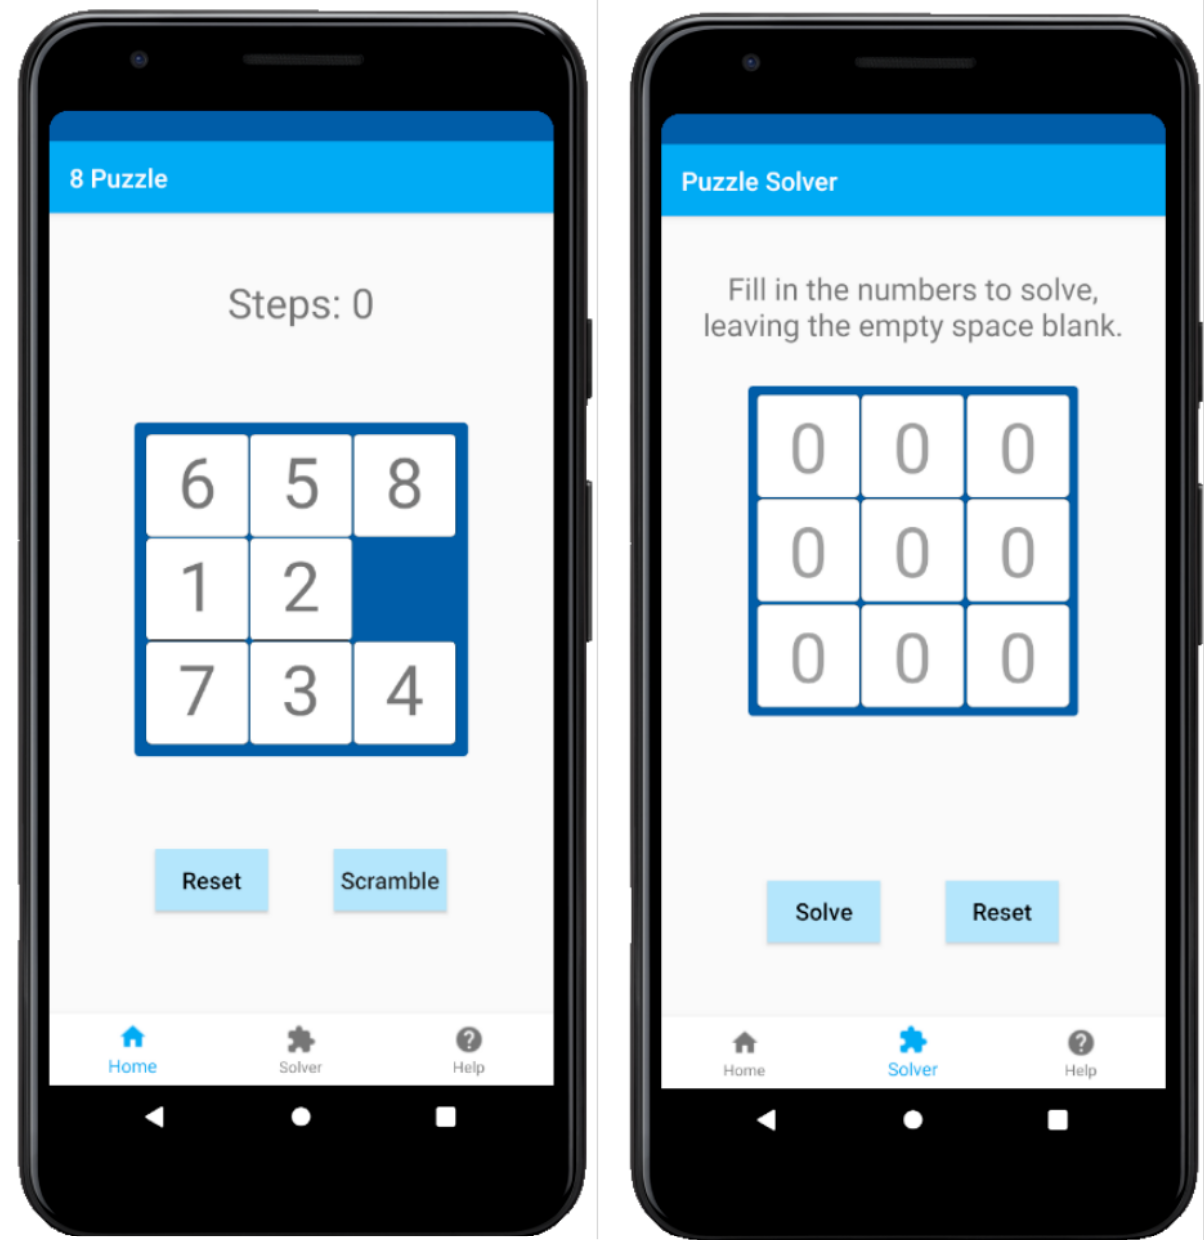 8 Puzzle
Steps: 0
6 5 8
1 2
7 3 4
Reset Scramble
Home Solver Help
Puzzle Solver
Fill in the numbers to solve,
leaving the empty space blank.
0 0 0
0 0 0
0 0 0
Solve Reset
Home Solver Help